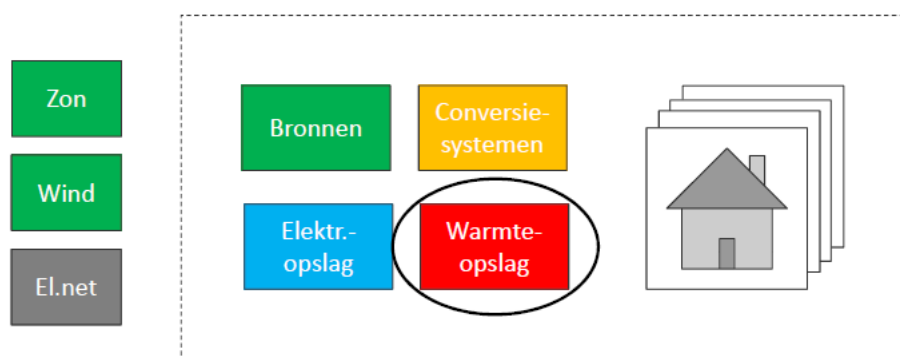 Zon
Wind
El.net
Bronnen
Conversie-
systemen
Elektr.-
opslag
Warmte-
opslag